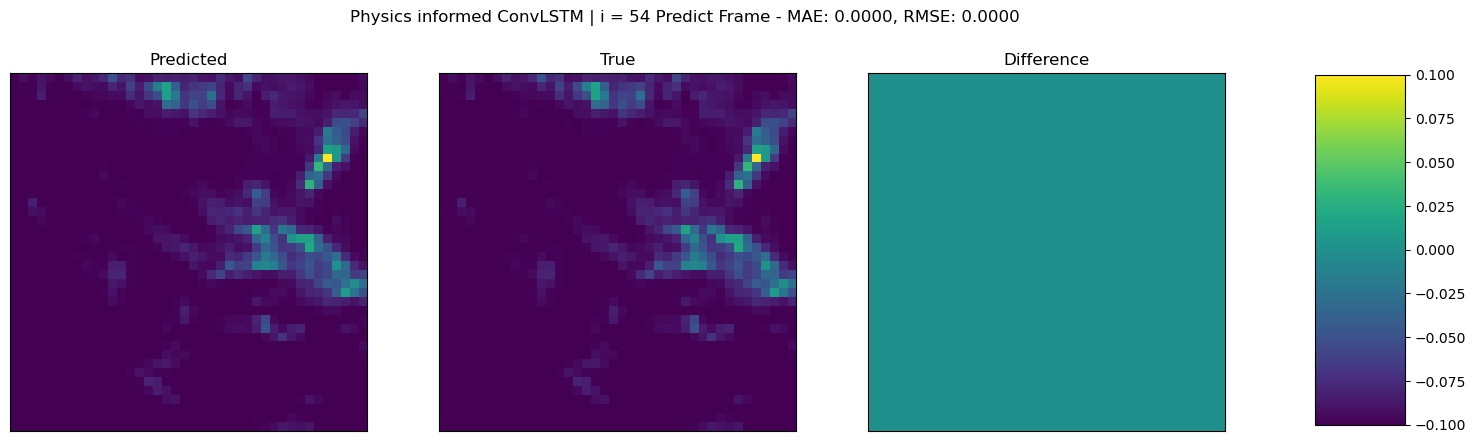 Physics informed ConvLSTM | i = 54 Predict Frame - MAE: 0.0000, RMSE: 0.0000
Predicted
True
Difference
0.100
0.075
0.050
0.025
0.000
−0.025
−0.050
−0.075
−0.100